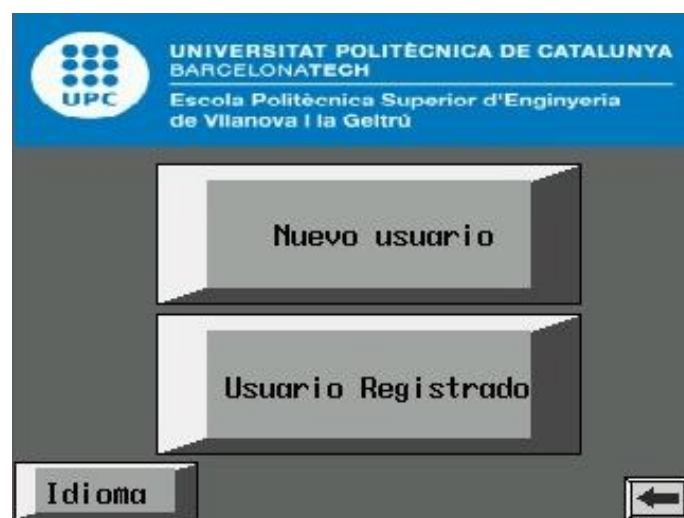 UPC
UNIVERSITAT POLITÈCNICA DE CATALUNYA
BARCELONATECH
Escola Politècnica Superior d'Enginyeria
de Vilanova i la Geltrú
Nuevo usuario
Usuario Registrado
Idioma